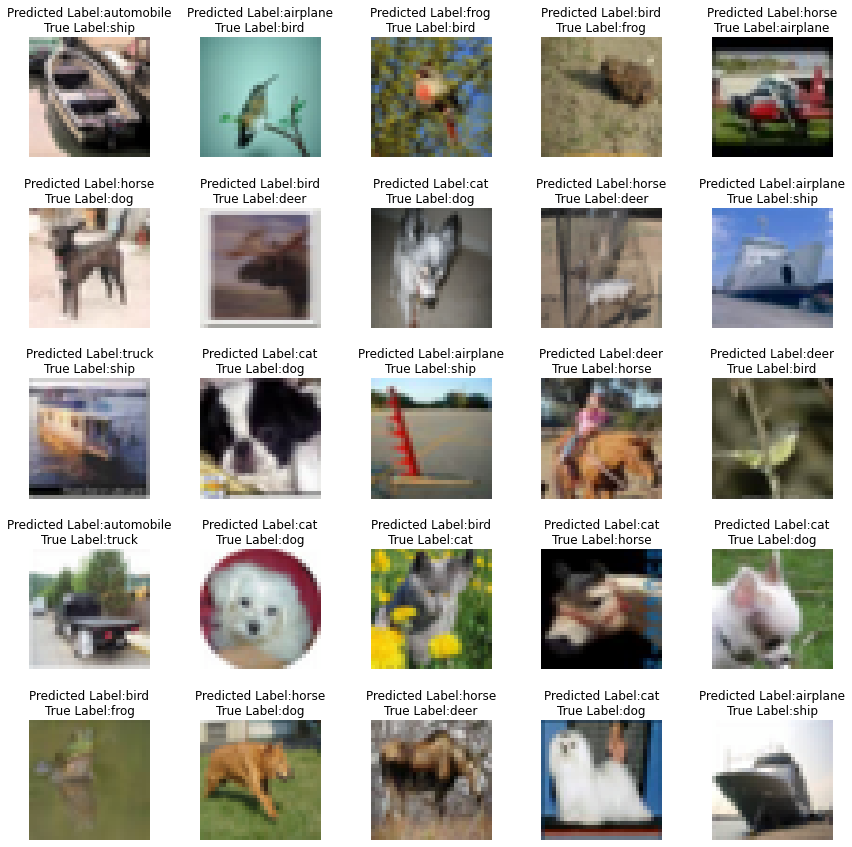 Predicted Label:automobile
True Label:ship
Predicted Label:airplane
True Label:bird
Predicted Label:frog
True Label:bird
Predicted Label:bird
True Label:frog
Predicted Label:horse
True Label:airplane
Predicted Label:horse
True Label:dog
Predicted Label:bird
True Label:deer
Predicted Label:cat
True Label:dog
Predicted Label:horse
True Label:deer
Predicted Label:airplane
True Label:ship
Predicted Label:truck
True Label:ship
Predicted Label:cat
True Label:dog
Predicted Label:airplane
True Label:ship
Predicted Label:deer
True Label:horse
Predicted Label:deer
True Label:bird
Predicted Label:automobile
True Label:truck
Predicted Label:cat
True Label:dog
Predicted Label:bird
True Label:cat
Predicted Label:cat
True Label:horse
Predicted Label:cat
True Label:dog
Predicted Label:bird
True Label:frog
Predicted Label:horse
True Label:dog
Predicted Label:horse
True Label:deer
Predicted Label:cat
True Label:dog
Predicted Label:airplane
True Label:ship